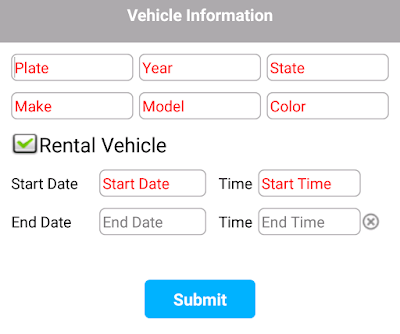 Vehicle Information
Plate Year State
Make Model Color
Rental Vehicle
Start Date Start Date Time Start Time
End Date End Date Time End Time
Submit